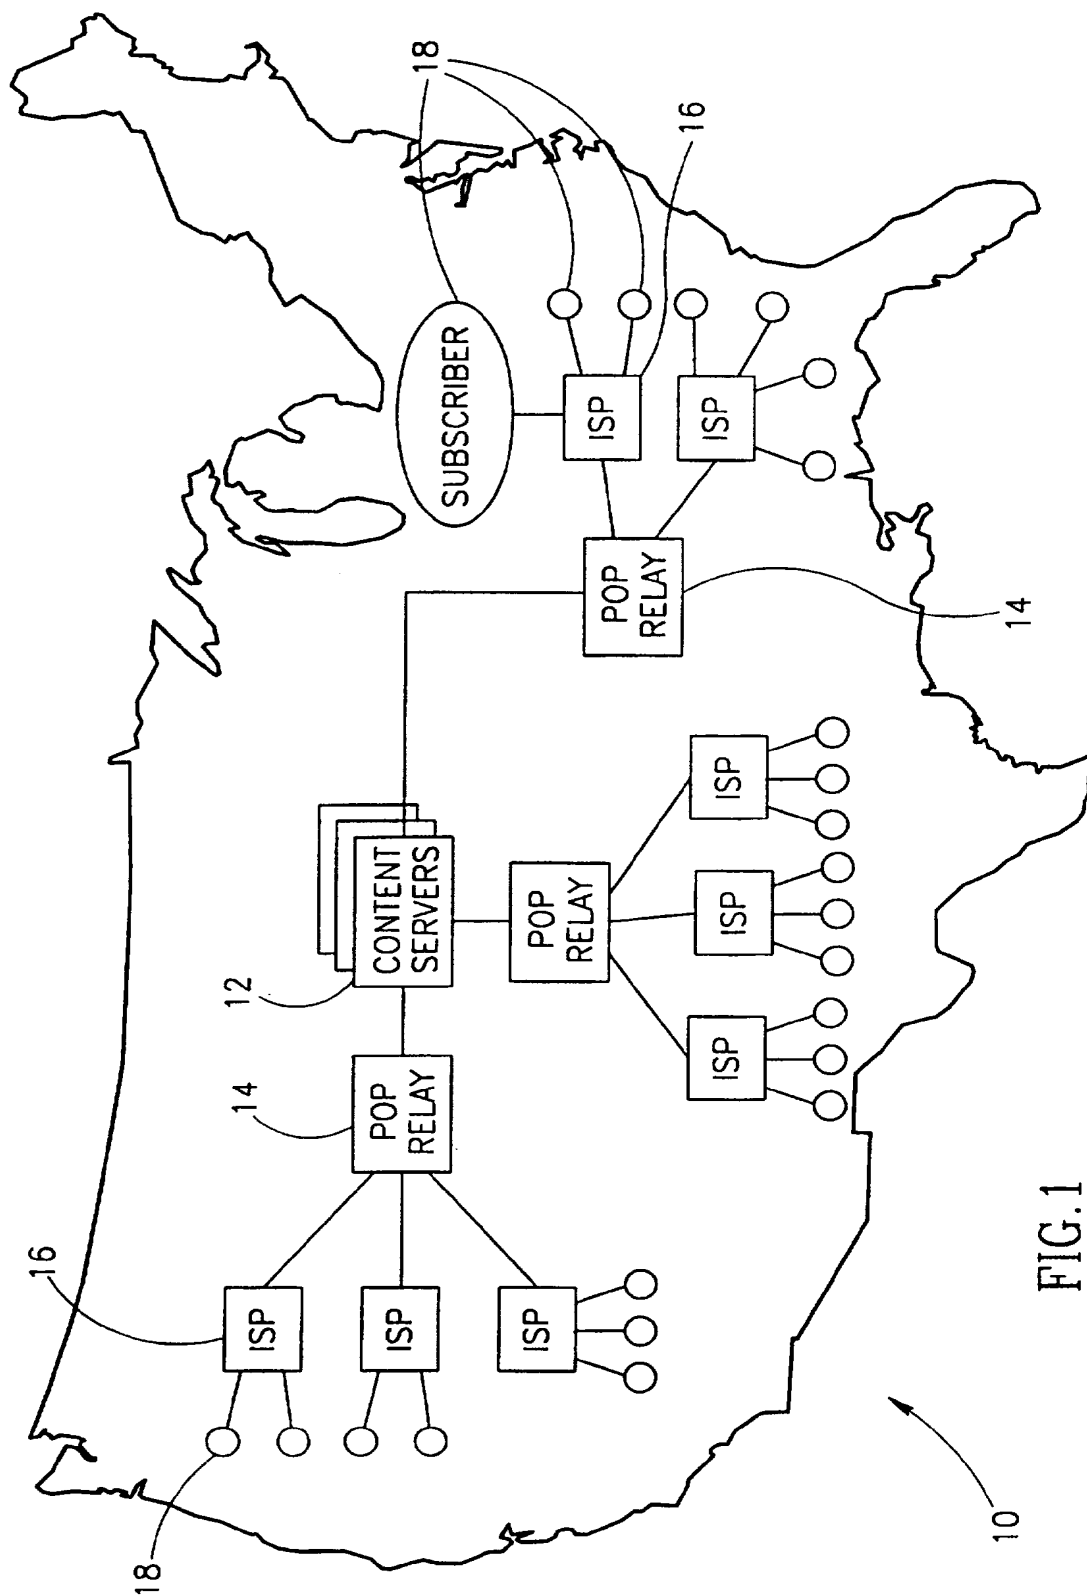 16
18
ISP
ISP
ISP
14
POP
RELAY
12
CONTENT
SERVERS
POP
RELAY
ISP
ISP
ISP
SUBSCRIBER
18
ISP
16
ISP
POP
RELAY
14
10
FIG.1